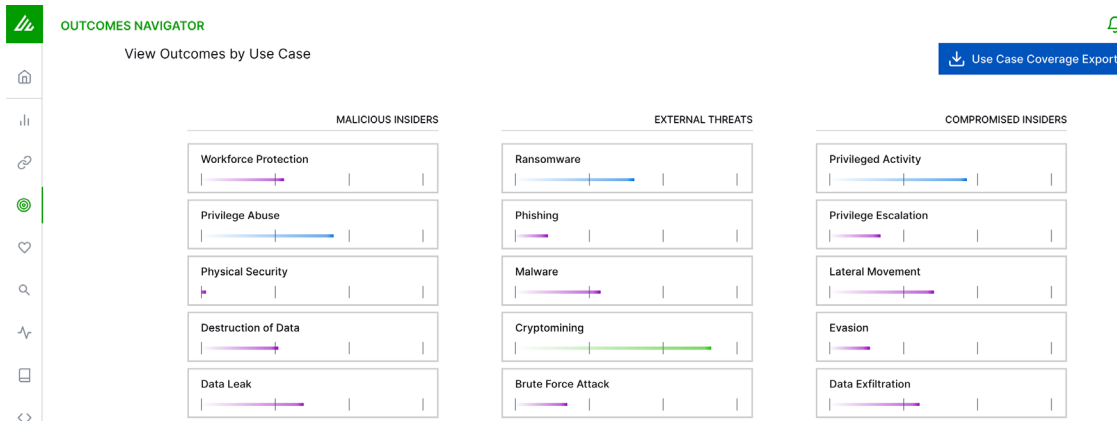 OUTCOMES NAVIGATOR
View Outcomes by Use Case
Use Case Coverage Export
MALICIOUS INSIDERS
Workforce Protection
Privilege Abuse
Physical Security
Destruction of Data
Data Leak
EXTERNAL THREATS
Ransomware
Phishing
Malware
Cryptomining
Brute Force Attack
COMPROMISED INSIDERS
Privileged Activity
Privilege Escalation
Lateral Movement
Evasion
Data Exfiltration